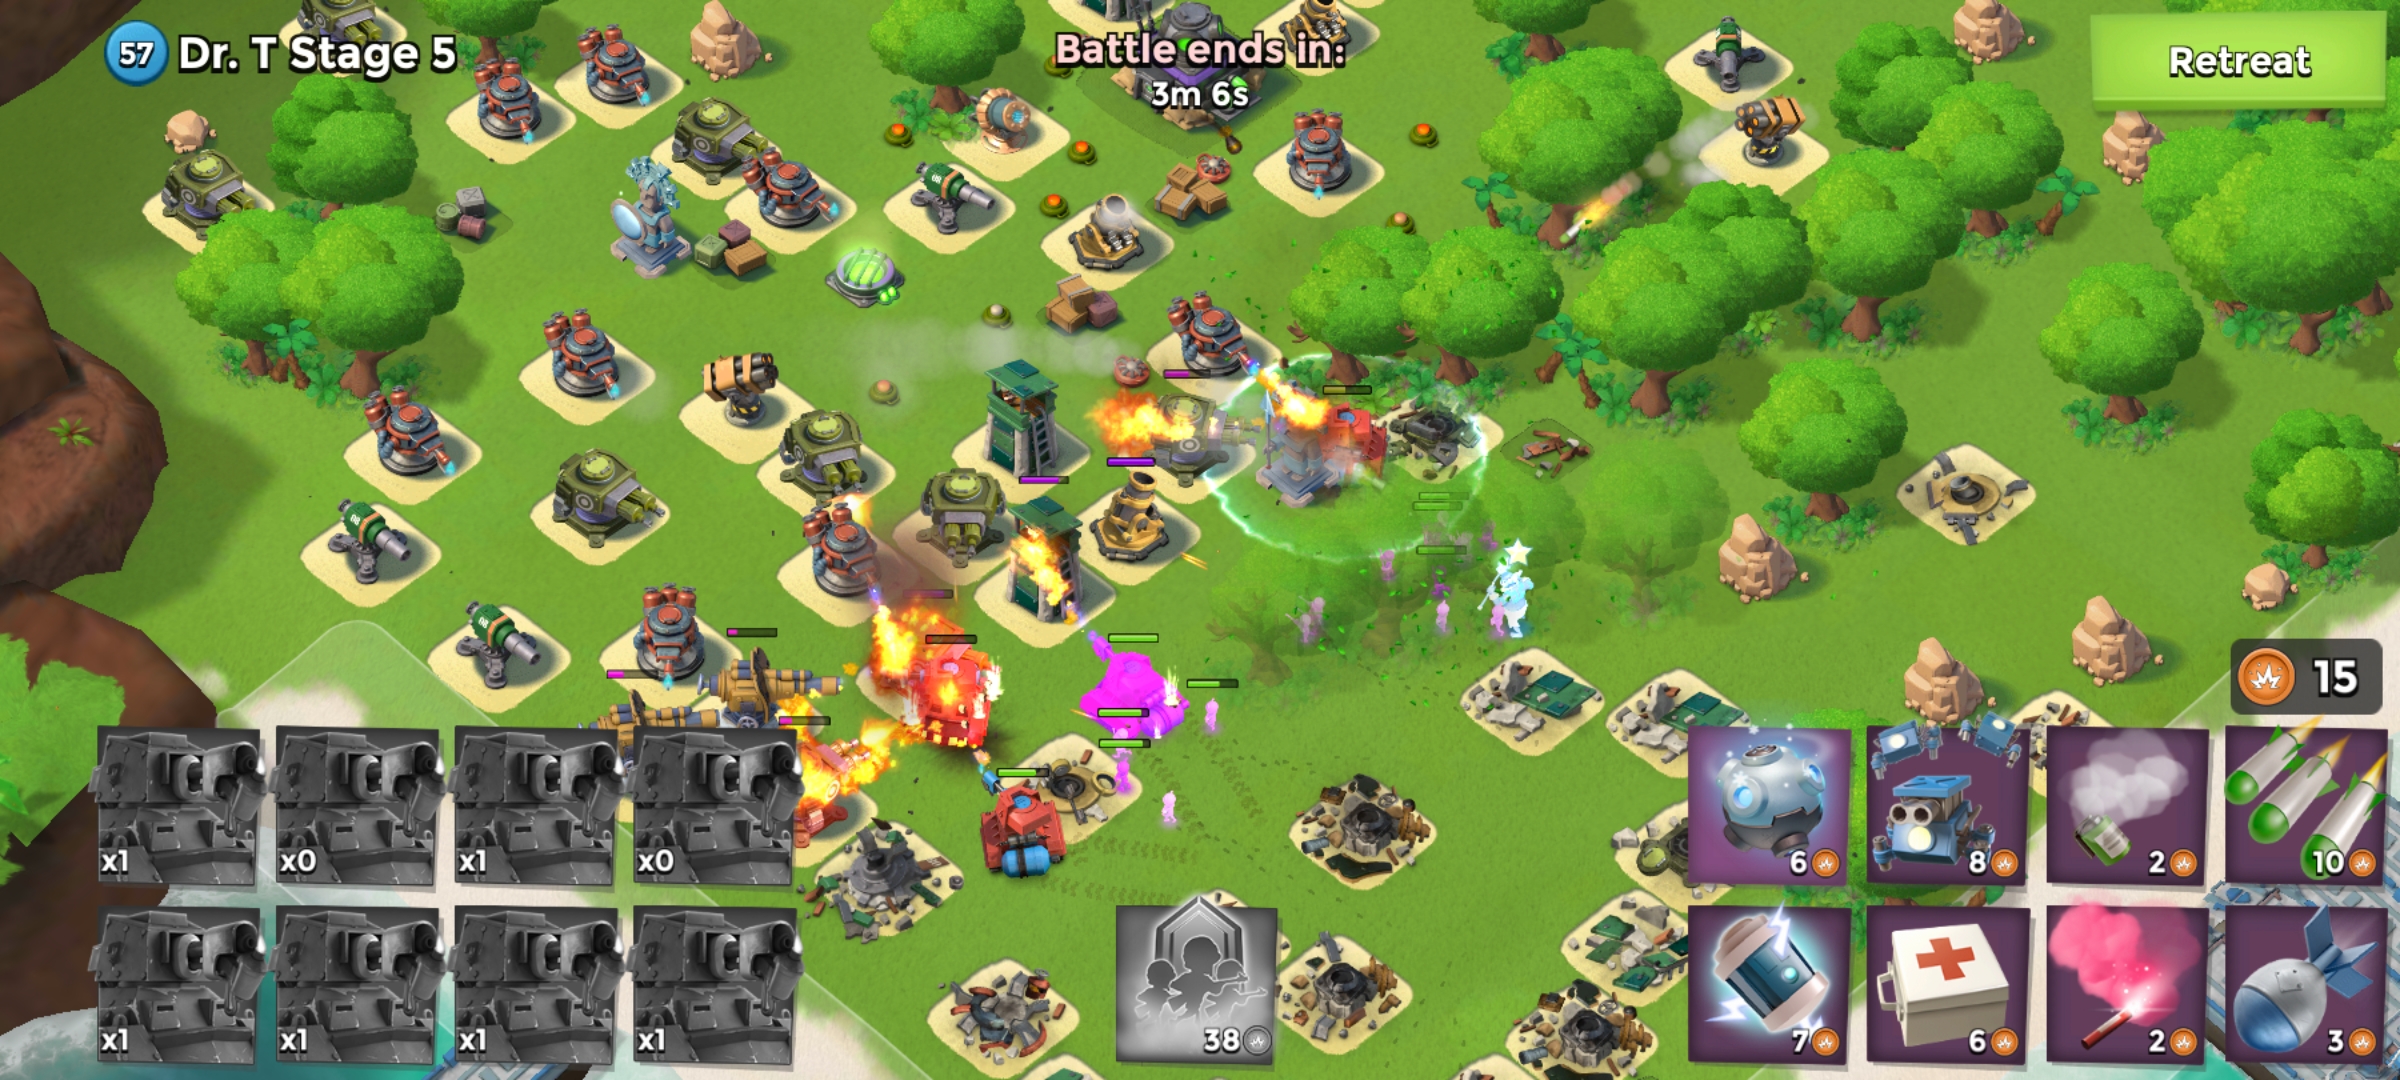 57 Dr. T Stage 5
Battle ends in:
3m 6s
Retreat
15
x1 x0 x1 x0
6 8 2 10
x1 x1 x1 x1
38
7 6 2 3